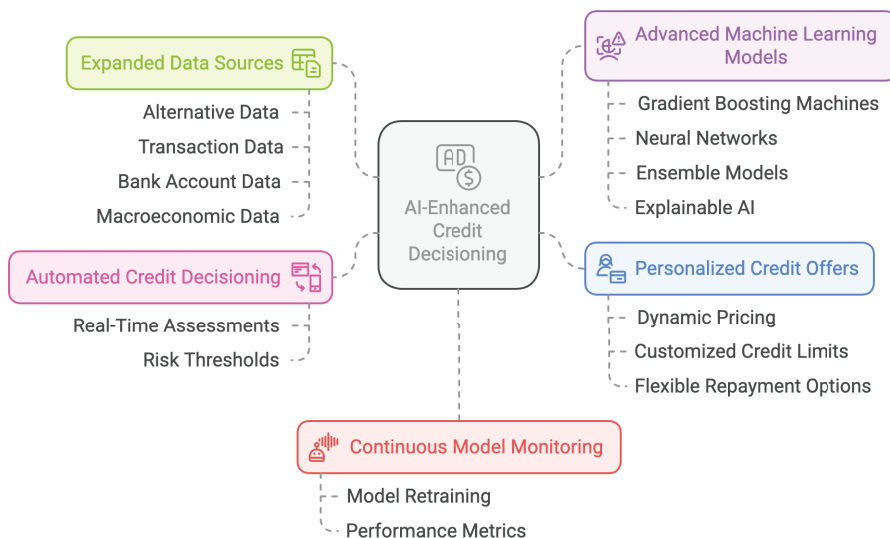 Expanded Data Sources
Alternative Data
Transaction Data
Bank Account Data
Macroeconomic Data
Automated Credit Decisioning
Real-Time Assessments
Risk Thresholds
AD
$
AI-Enhanced
Credit
Decisioning
Advanced Machine Learning
Models
Gradient Boosting Machines
Neural Networks
Ensemble Models
Explainable AI
Personalized Credit Offers
Dynamic Pricing
Customized Credit Limits
Flexible Repayment Options
Continuous Model Monitoring
Model Retraining
Performance Metrics